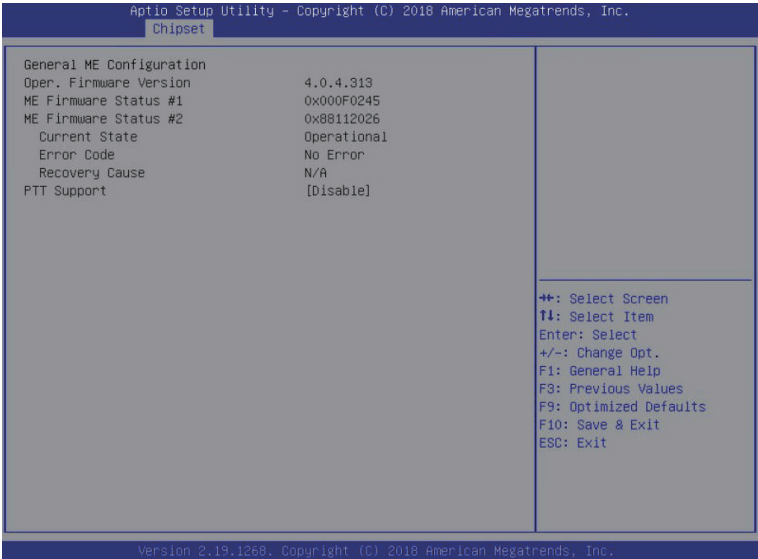 Aptio Setup Utility – Copyright (C) 2018 American Megatrends, Inc.
Chipset
General ME Configuration
Oper. Firmware Version 4.0.4.313
ME Firmware Status #1 0x000F0245
ME Firmware Status #2 0x88112026
Current State Operational
Error Code No Error
Recovery Cause N/A
PTT Support [Disable]
→←: Select Screen
↑↓: Select Item
Enter: Select
+/-: Change Opt.
F1: General Help
F3: Previous Values
F9: Optimized Defaults
F10: Save & Exit
ESC: Exit
Version 2.19.1268. Copyright (C) 2018 American Megatrends, Inc.